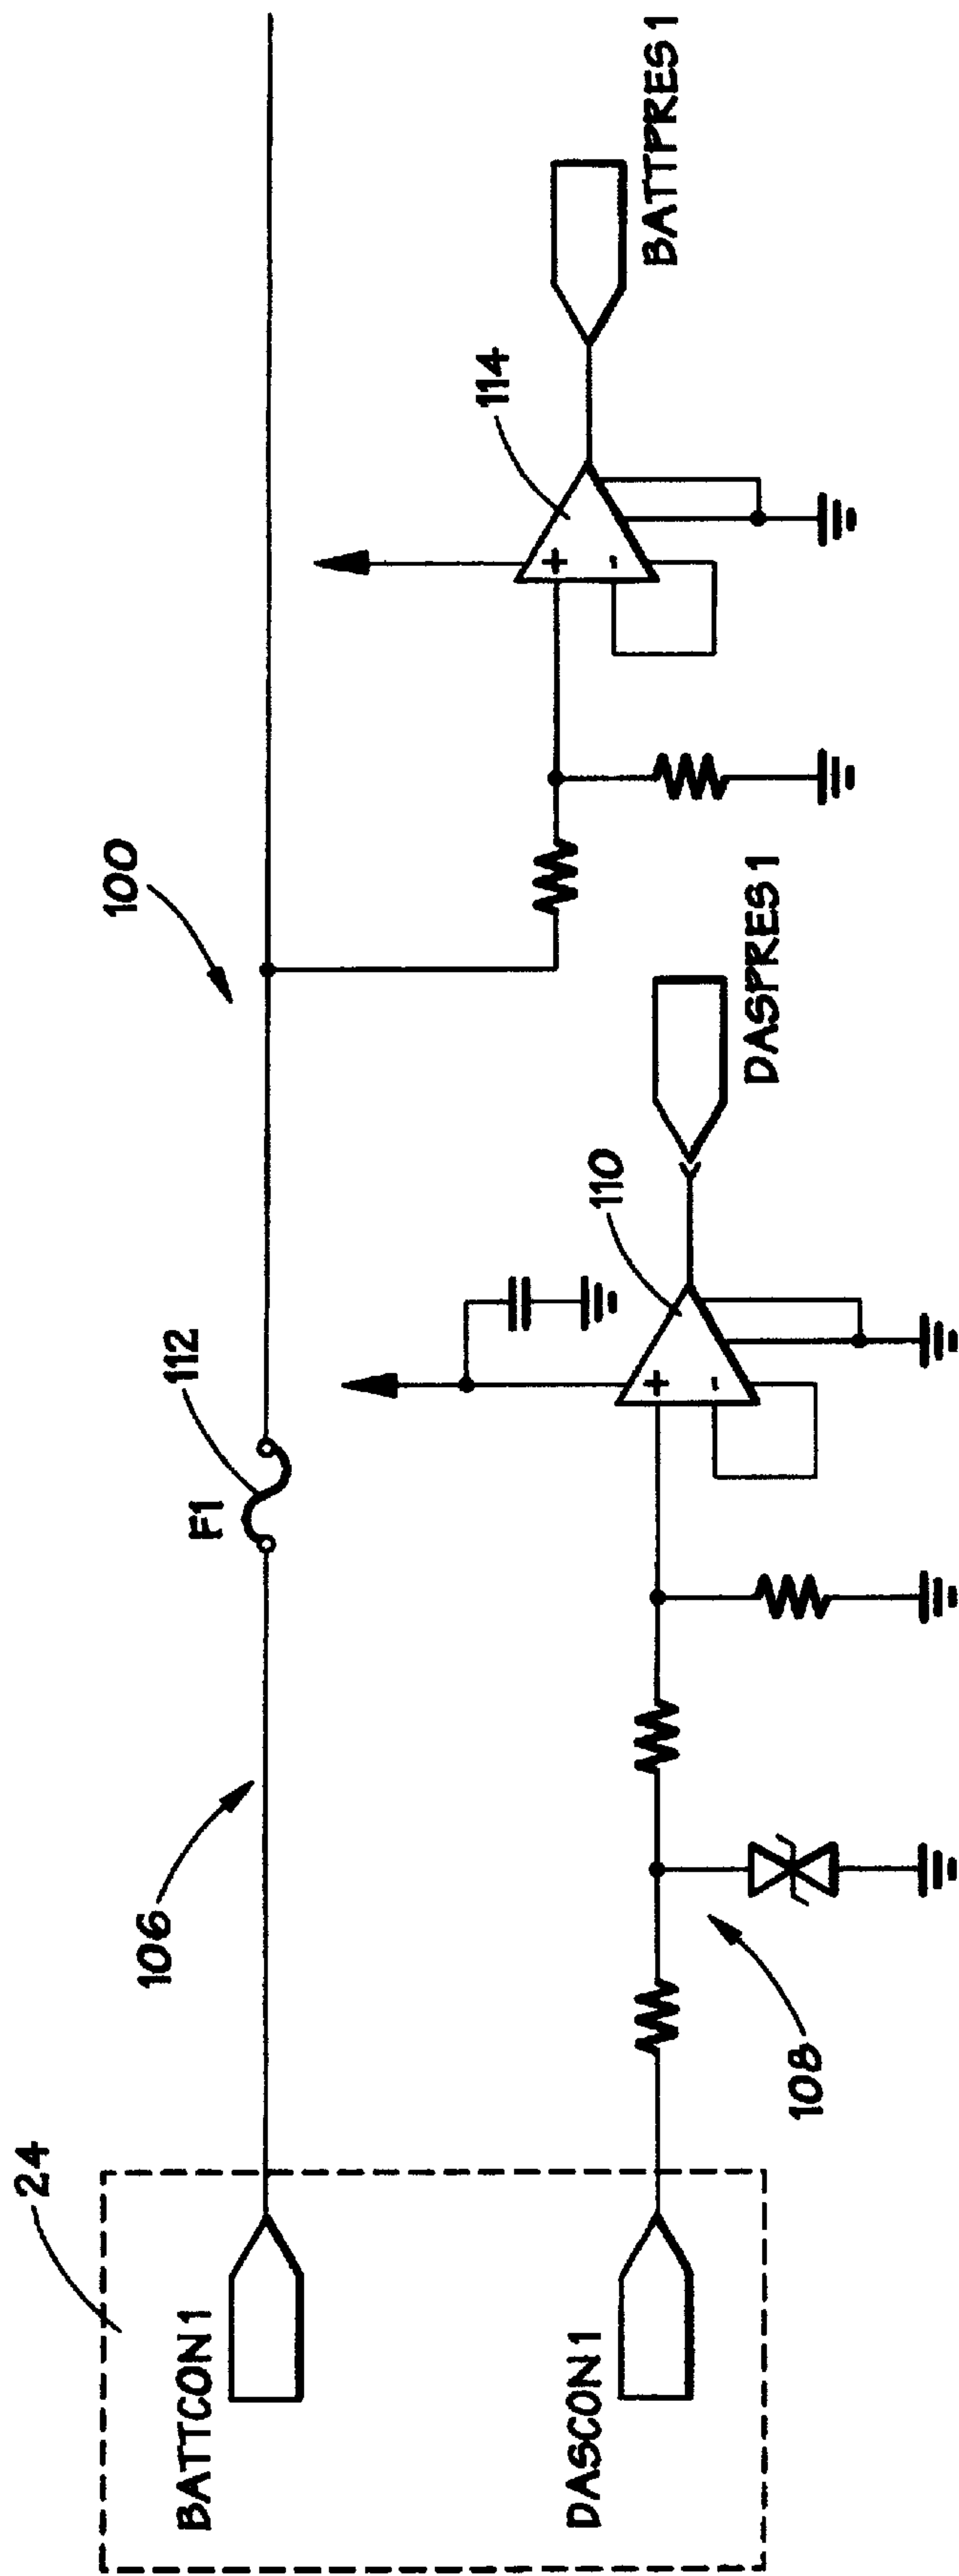 24
BATTCON1
DASCON1
106
108
F1
112
100
110
+
-
DASPRES1
114
+
-
BATTPRES1